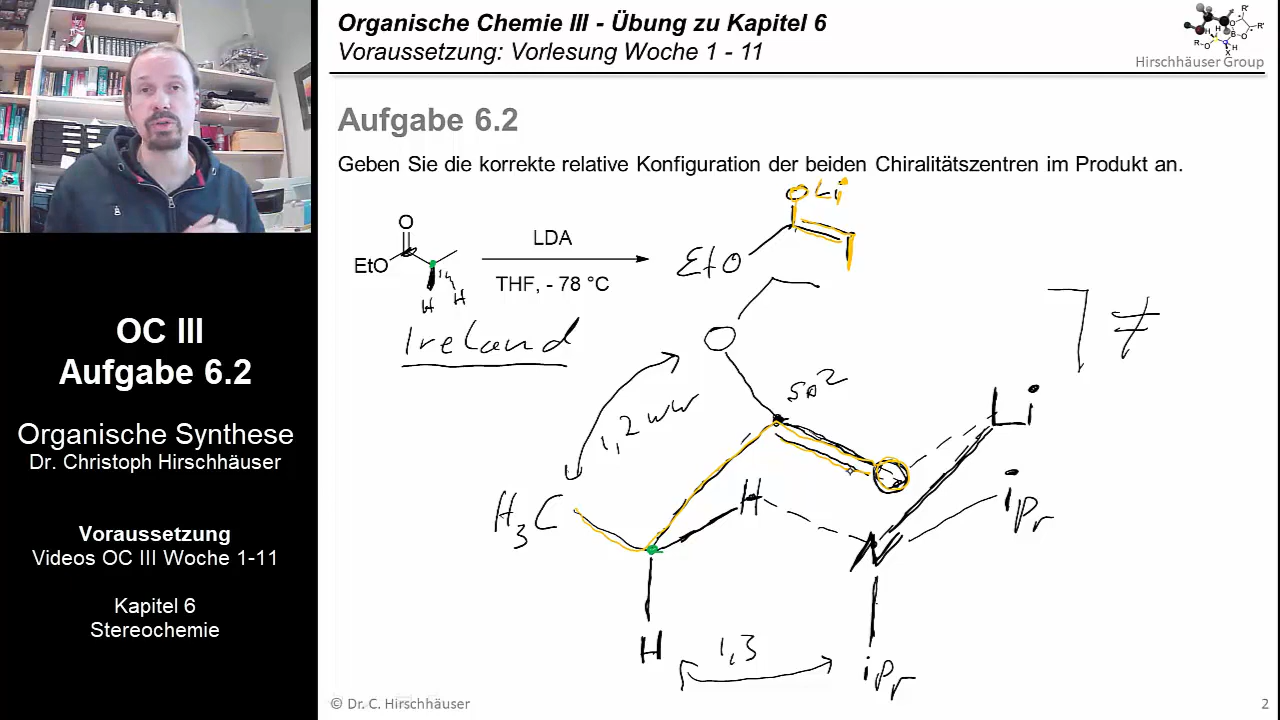 Organische Chemie III - Übung zu Kapitel 6
Voraussetzung: Vorlesung Woche 1 - 11
Hirschhäuser Group
Aufgabe 6.2
Geben Sie die korrekte relative Konfiguration der beiden Chiralitätszentren im Produkt an.
O
EtO
H H
LDA
THF, - 78 °C
OLi
EtO
Ireland
O
≠
1,2 ww
sp2
Li
H3C
H
O
N
iPr
H
1,3
iPr
OC III
Aufgabe 6.2
Organische Synthese
Dr. Christoph Hirschhäuser
Voraussetzung
Videos OC III Woche 1-11
Kapitel 6
Stereochemie
© Dr. C. Hirschhäuser
2